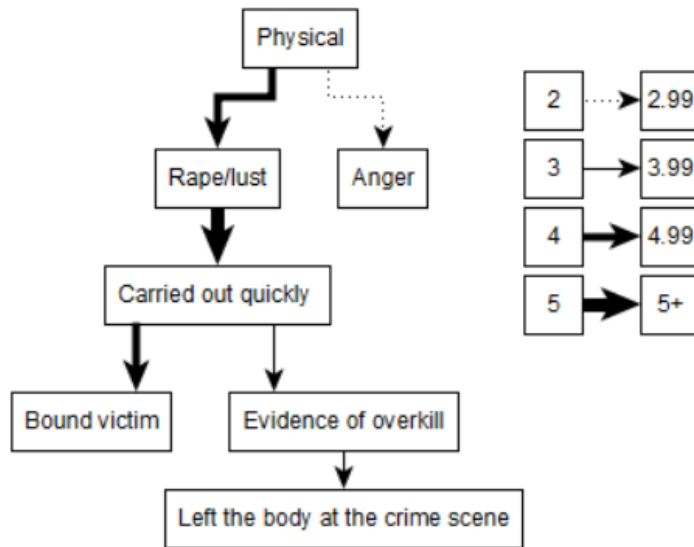 Physical
2
2.99
Rape/lust
Anger
3
3.99
4
4.99
Carried out quickly
5
5+
Bound victim
Evidence of overkill
Left the body at the crime scene